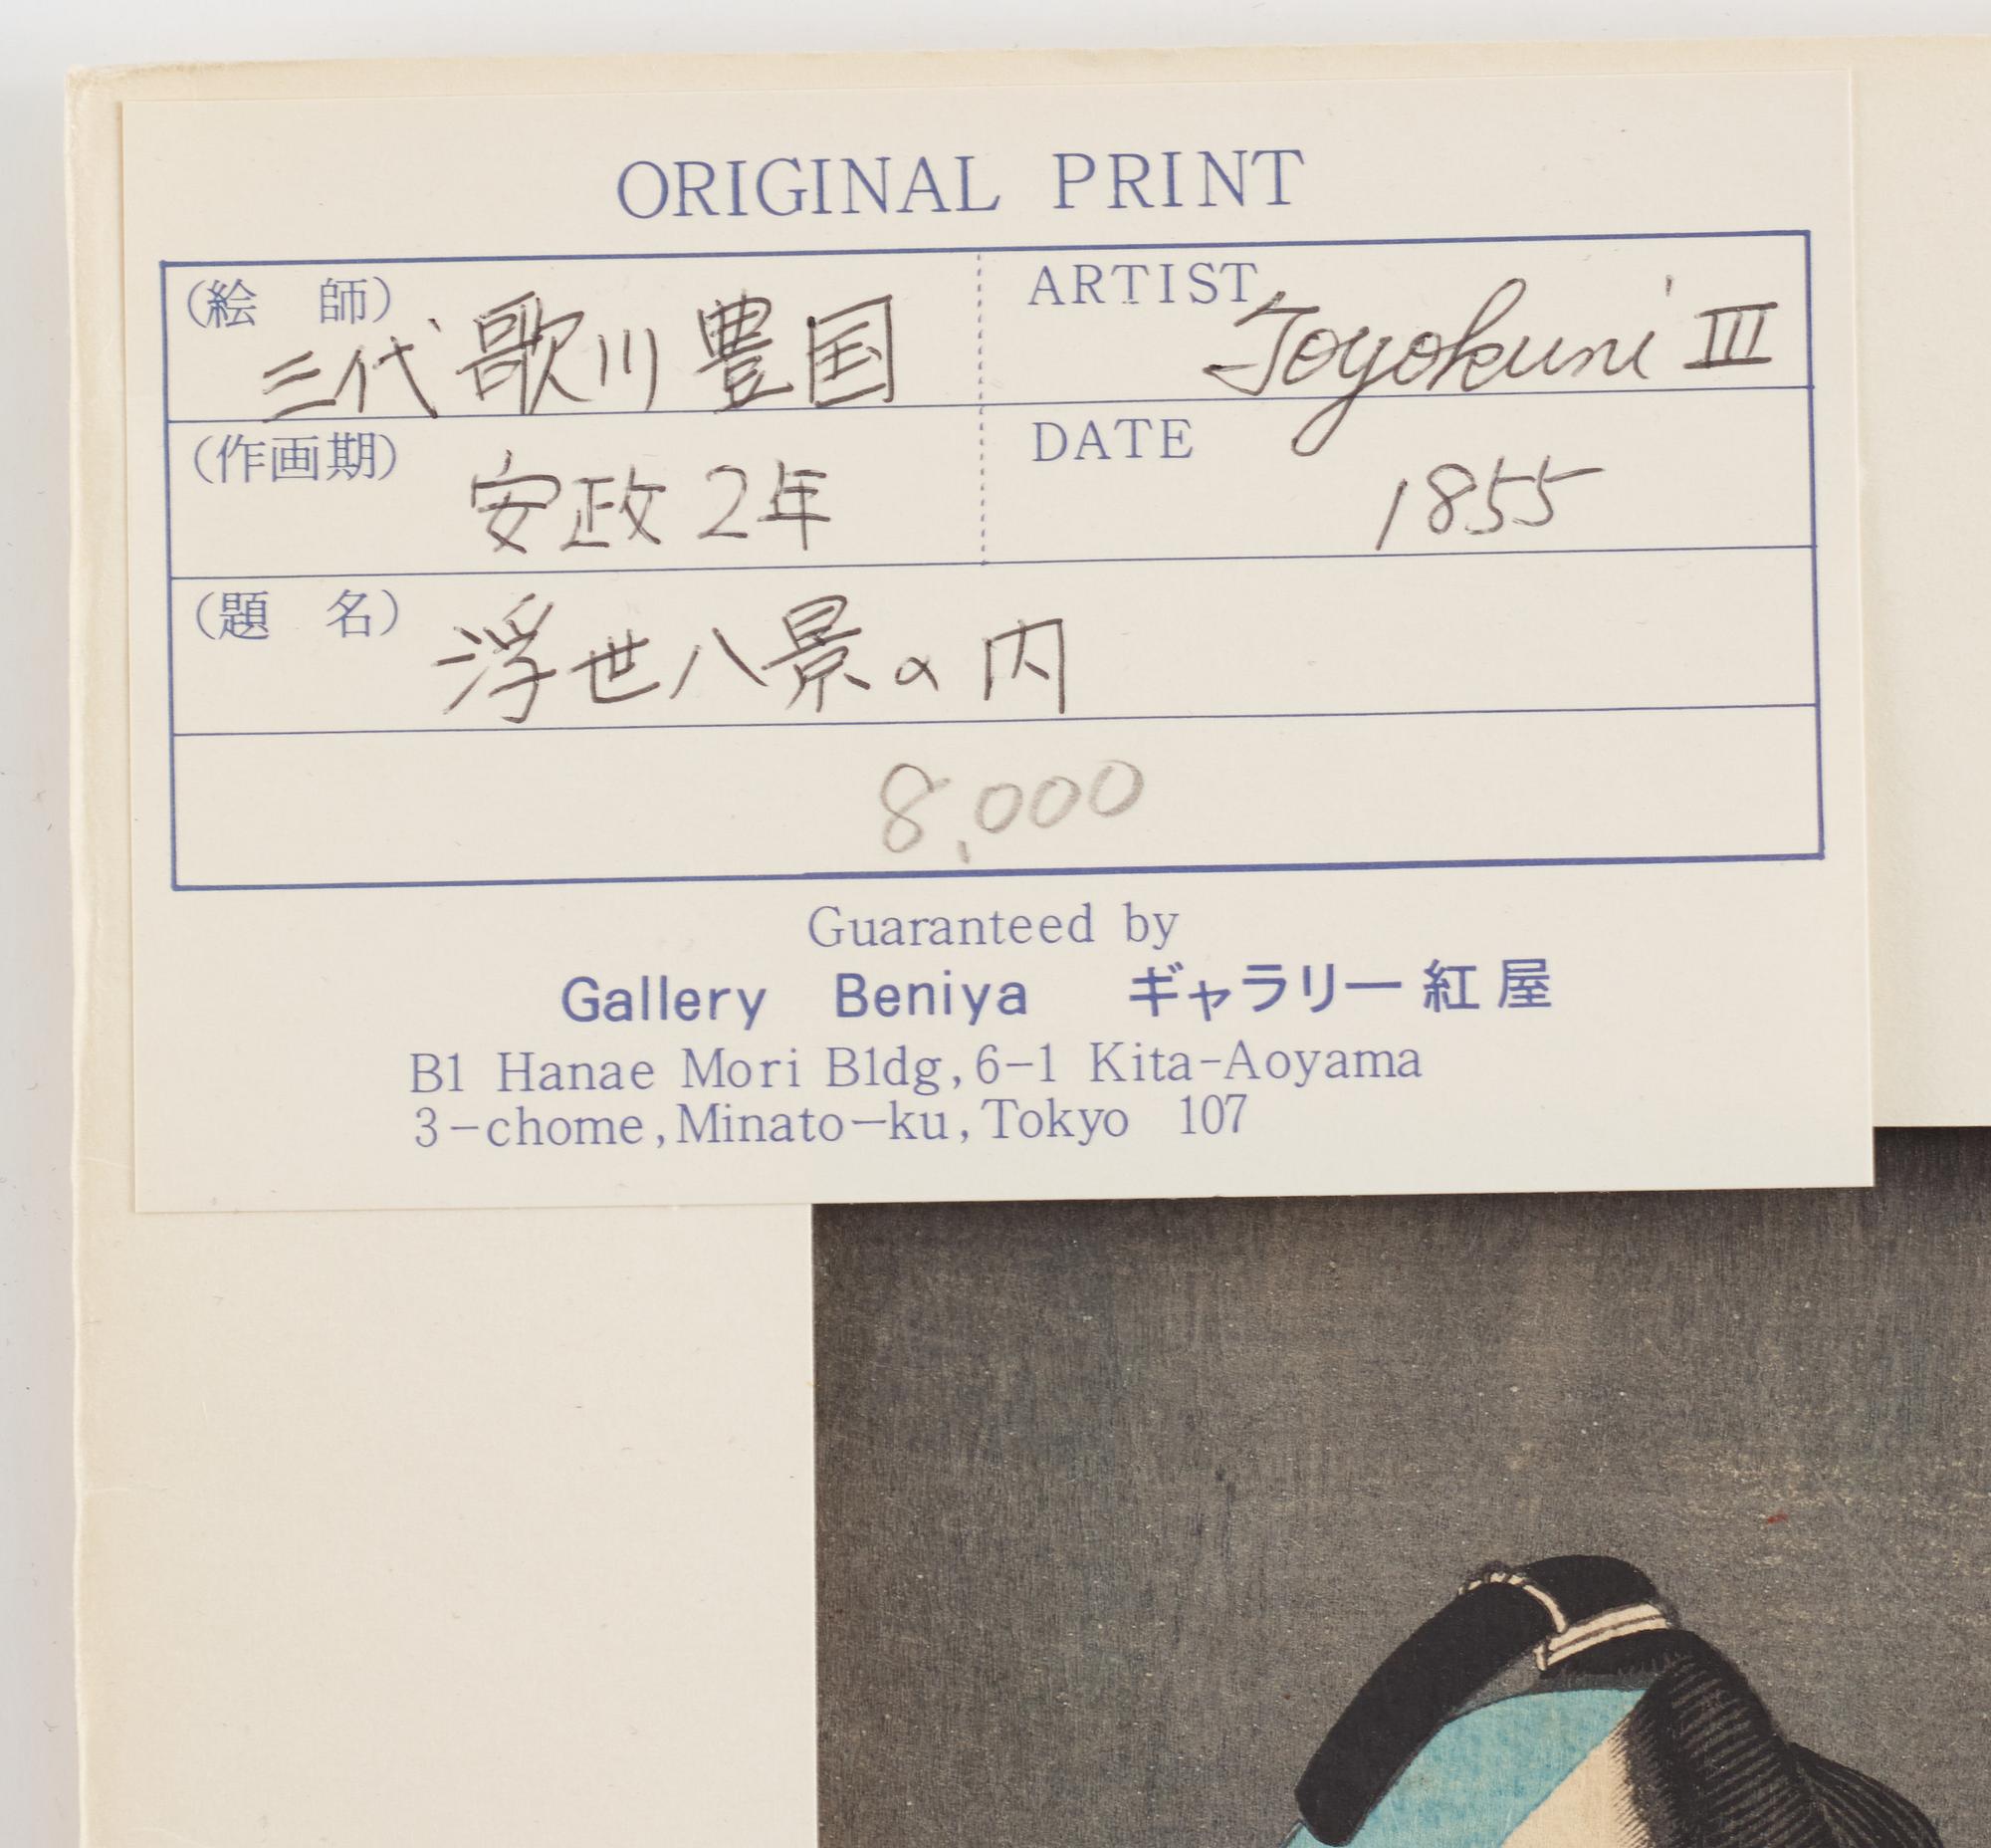 ORIGINAL PRINT
(絵 師) 三代 歌川 豊国 ARTIST Toyokuni III
(作画期) 安政 2年 DATE 1855
(題 名) 浮世八景の内
8,000
Guaranteed by
Gallery Beniya ギャラリー紅屋
B1 Hanae Mori Bldg, 6-1 Kita-Aoyama
3-chome, Minato-ku, Tokyo 107